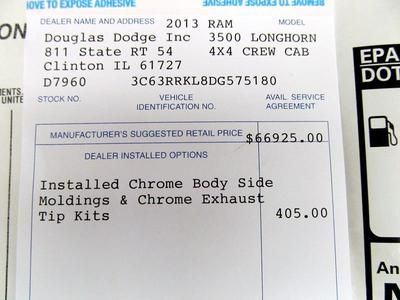 OVE TO EXPOSE ADHESIVE
REMOVE TO EXPOSE ADHESIVE
ON
DEALER NAME AND ADDRESS 2013 RAM MODEL
Douglas Dodge Inc 3500 LONGHORN
811 State RT 54 4X4 CREW CAB
Clinton IL 61727
D7960 3C63RRKL8DG575180
STOCK NO. VEHICLE IDENTIFICATION NO. AVAIL. SERVICE AGREEMENT
MENTS,
UNITE
EPA
DOT
MANUFACTURER'S SUGGESTED RETAIL PRICE $66925.00
DEALER INSTALLED OPTIONS
Installed Chrome Body Side
Moldings & Chrome Exhaust
Tip Kits 405.00
An